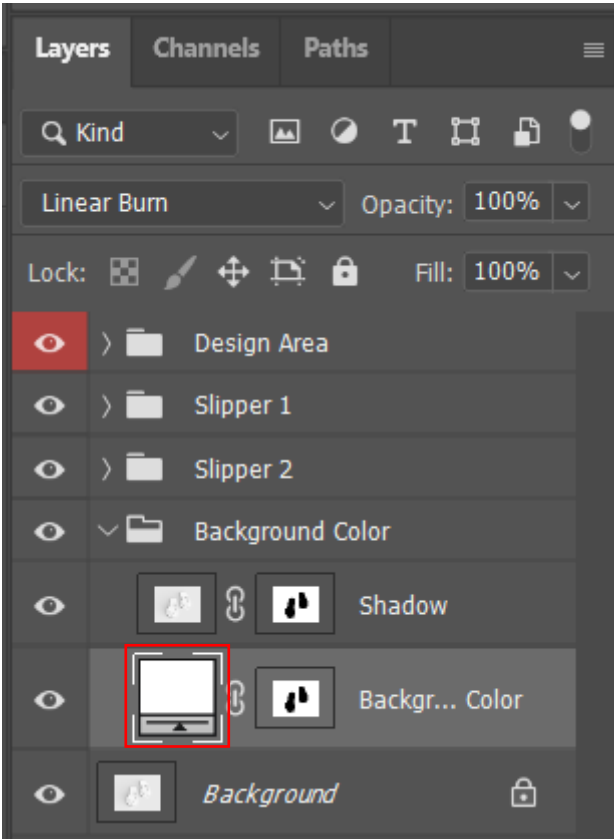 Layers Channels Paths
Kind
Linear Burn Opacity: 100%
Lock: Fill: 100%
Design Area
Slipper 1
Slipper 2
Background Color
Shadow
Backgr... Color
Background